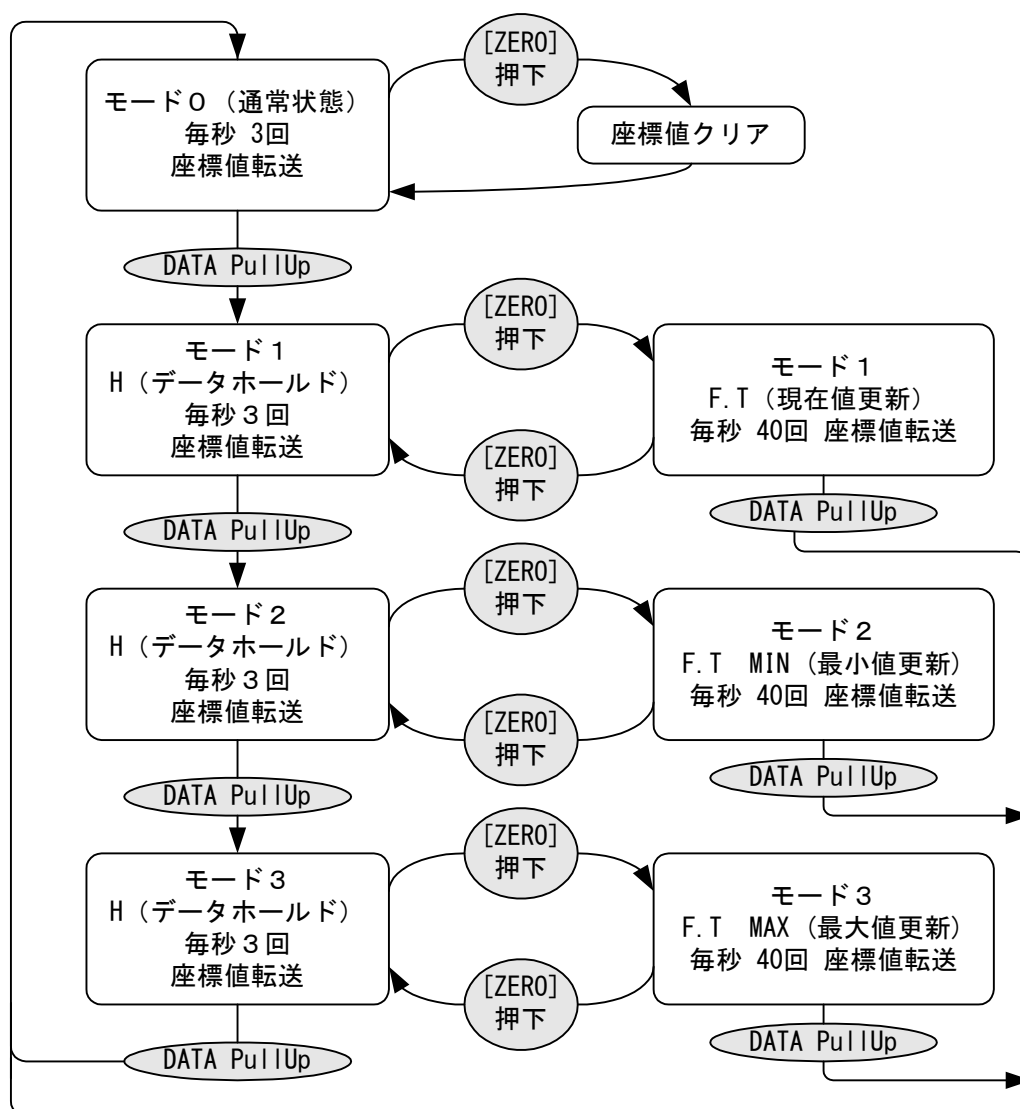 [ZERO]
押下
モード０（通常状態）
毎秒 3回
座標値転送
座標値クリア
DATA PullUp
[ZERO]
押下
モード１
H（データホールド）
毎秒３回
座標値転送
モード１
F.T（現在値更新）
毎秒 40回 座標値転送
[ZERO]
押下
DATA PullUp
DATA PullUp
[ZERO]
押下
モード２
H（データホールド）
毎秒３回
座標値転送
モード２
F.T　MIN（最小値更新）
毎秒 40回 座標値転送
[ZERO]
押下
DATA PullUp
DATA PullUp
[ZERO]
押下
モード３
H（データホールド）
毎秒３回
座標値転送
モード３
F.T　MAX（最大値更新）
毎秒 40回 座標値転送
[ZERO]
押下
DATA PullUp
DATA PullUp